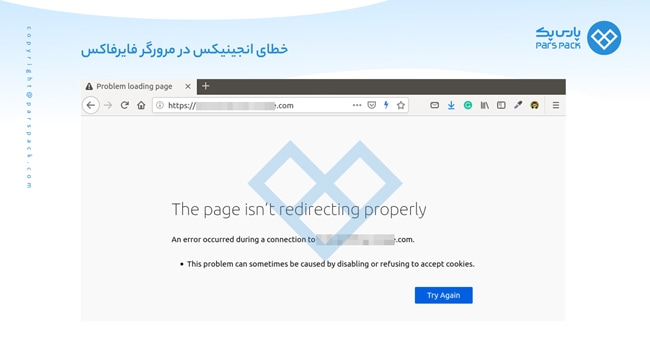 پارس پک
Pars Pack
خطای انجینیکس در مرورگر فایرفاکس
copyright@parspack.com
Problem loading page
https://
e.com
The page isn't redirecting properly
An error occurred during a connection to
e.com.
• This problem can sometimes be caused by disabling or refusing to accept cookies.
Try Again